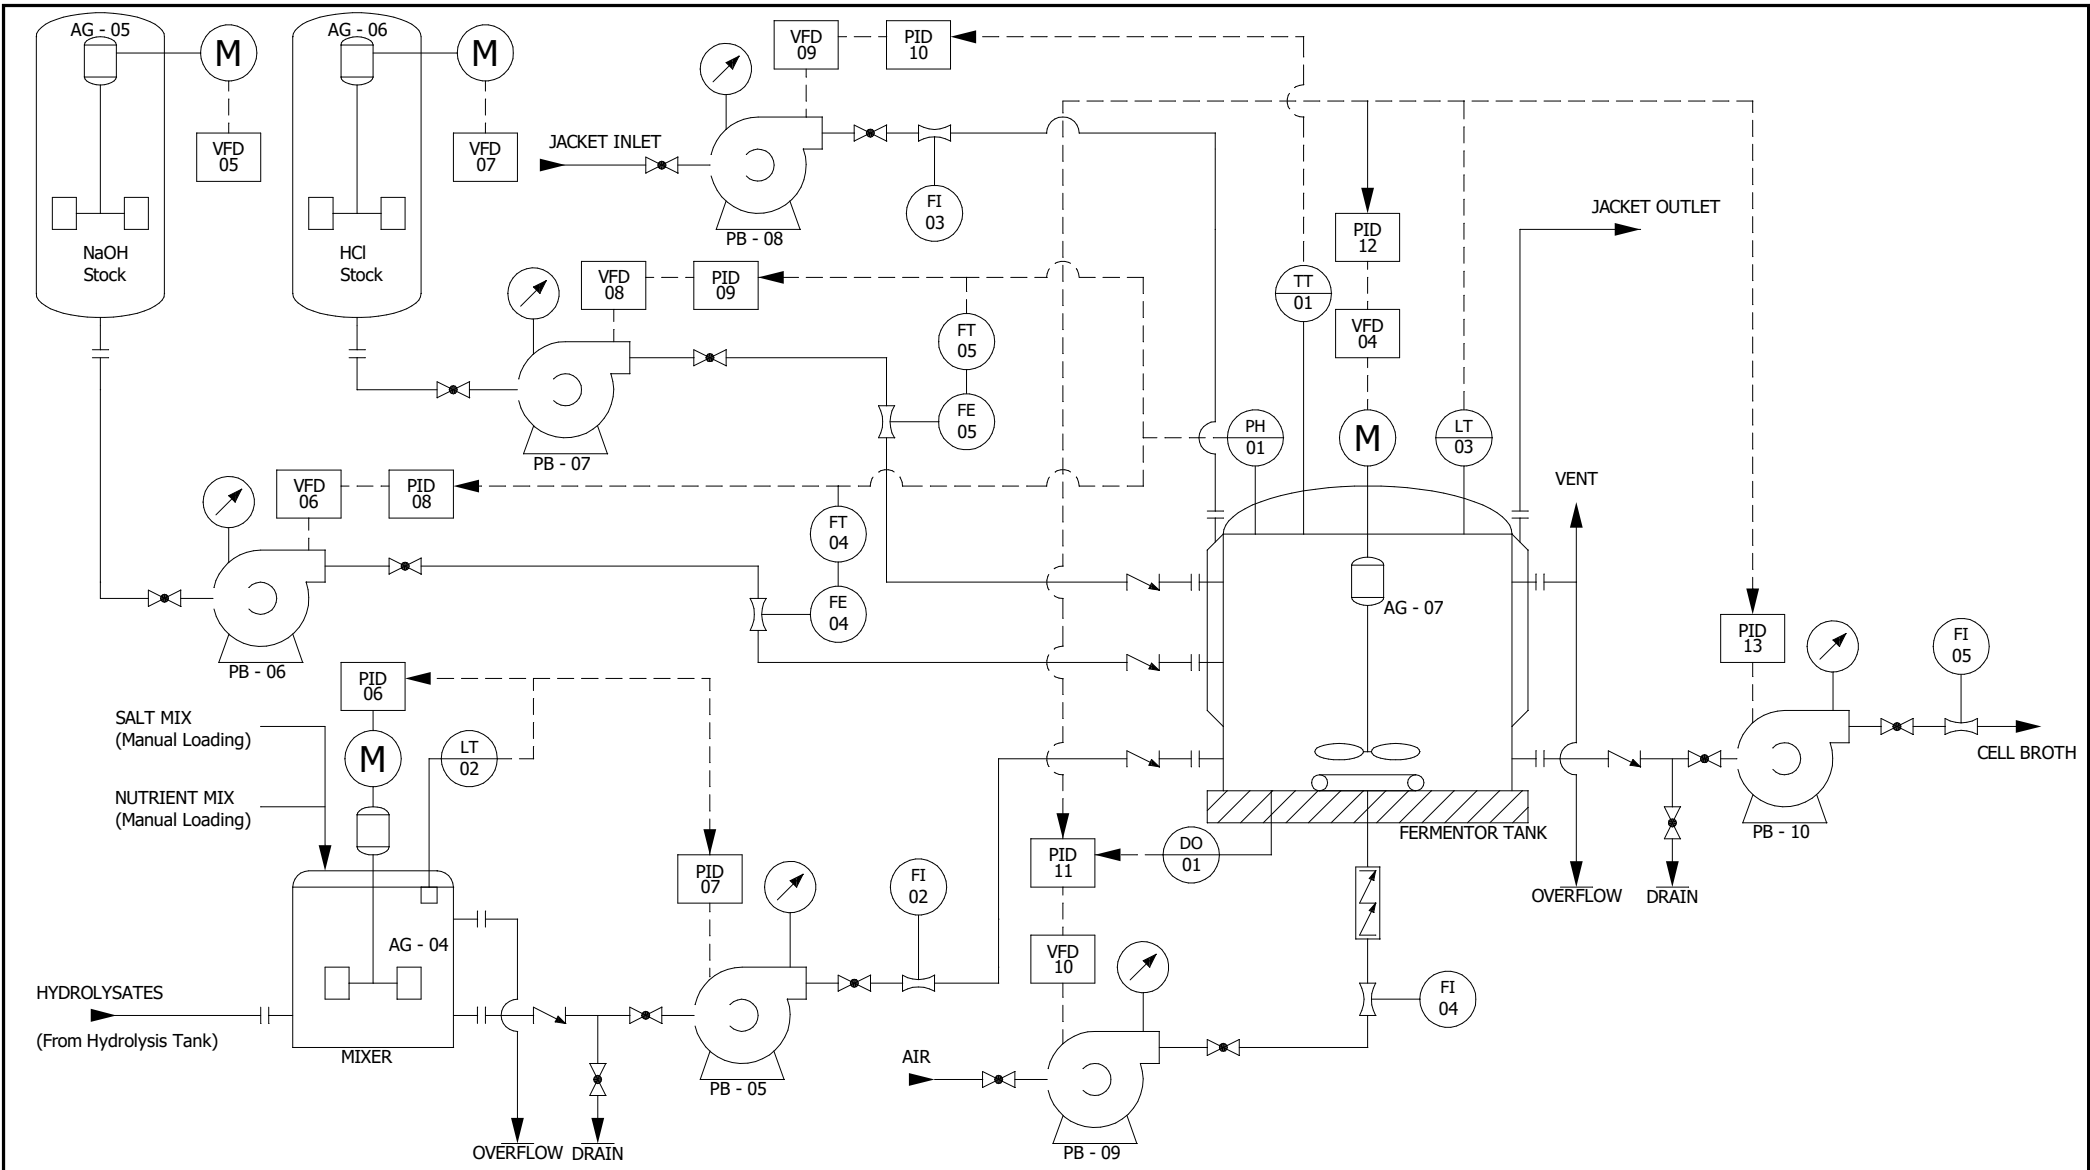 AG - 05
M
VFD
05
NaOH
Stock
AG - 06
M
VFD
07
HCl
Stock
JACKET INLET
VFD
09
PID
10
PB - 08
FI
03
VFD
08
PID
09
PB - 07
FT
05
FE
05
VFD
06
PID
08
PB - 06
FT
04
FE
04
TT
01
PID
12
VFD
04
M
PH
01
LT
03
JACKET OUTLET
VENT
AG - 07
FERMENTOR TANK
PID
13
FI
05
CELL BROTH
PB - 10
OVERFLOW
DRAIN
SALT MIX
(Manual Loading)
NUTRIENT MIX
(Manual Loading)
PID
06
M
LT
02
AG - 04
HYDROLYSATES
(From Hydrolysis Tank)
MIXER
OVERFLOW
DRAIN
PID
07
PB - 05
FI
02
PID
11
DO
01
VFD
10
AIR
PB - 09
FI
04